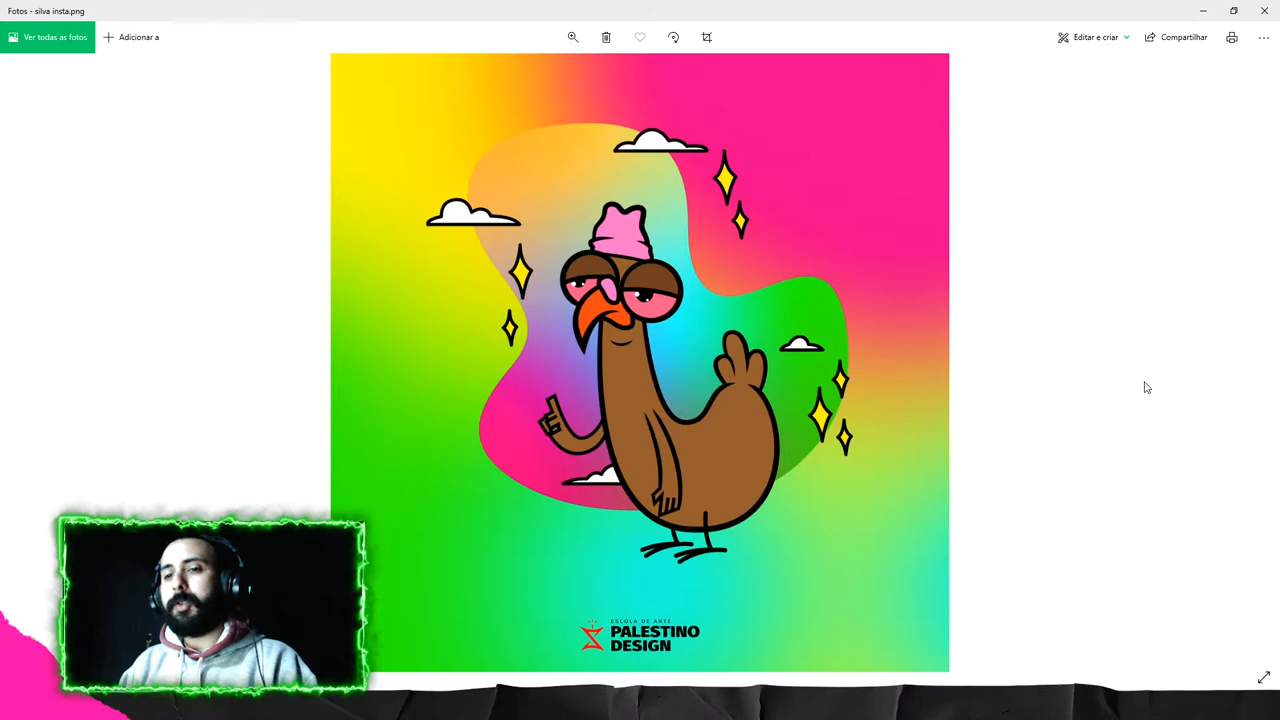 Fotos - silva insta.png
Ver todas as fotos
Adicionar a
Editar e criar
Compartilhar
ESCOLA DE ARTE
PALESTINO
DESIGN